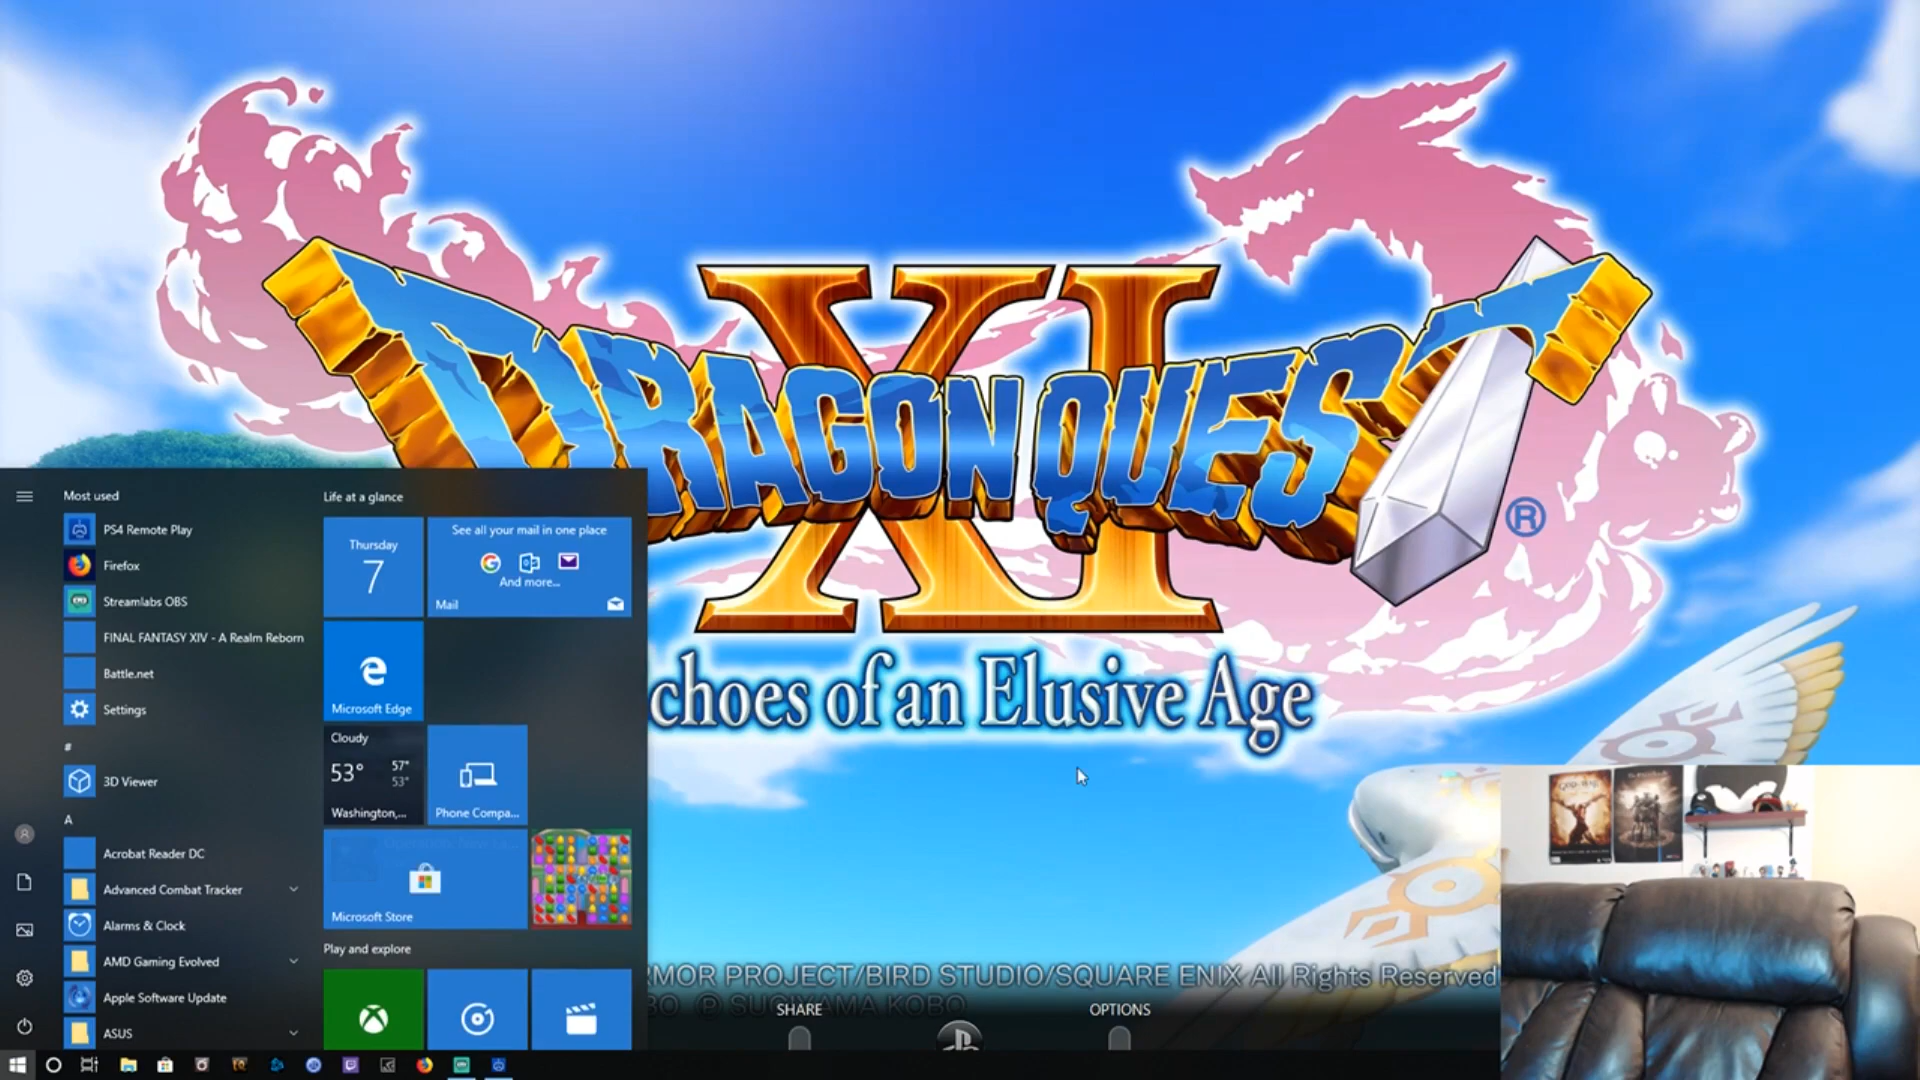 XI
DRAGON QUEST
®
choes of an Elusive Age
RMOR PROJECT/BIRD STUDIO/SQUARE ENIX All Rights Reserved
SHARE
OPTIONS
Most used
PS4 Remote Play
Firefox
Streamlabs OBS
FINAL FANTASY XIV - A Realm Reborn
Battle.net
Settings
#
3D Viewer
A
Acrobat Reader DC
Advanced Combat Tracker
Alarms & Clock
AMD Gaming Evolved
Apple Software Update
ASUS
Life at a glance
Thursday
7
See all your mail in one place
And more...
Mail
Microsoft Edge
Cloudy
53°
57°
53°
Washington,...
Phone Compa...
Microsoft Store
Play and explore